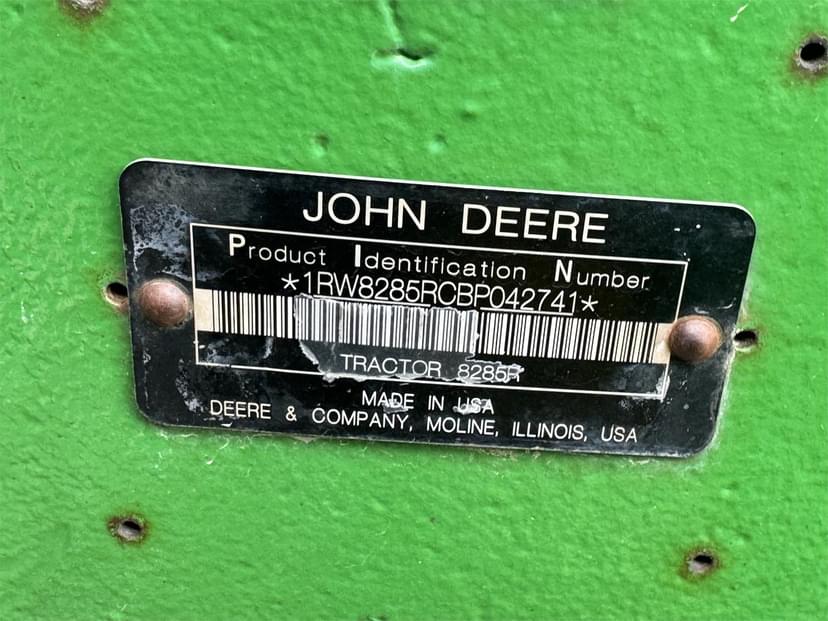 JOHN DEERE
Product Identification Number
*1RW8285RCBP042741*
TRACTOR 8285R
MADE IN USA
DEERE & COMPANY, MOLINE, ILLINOIS, USA